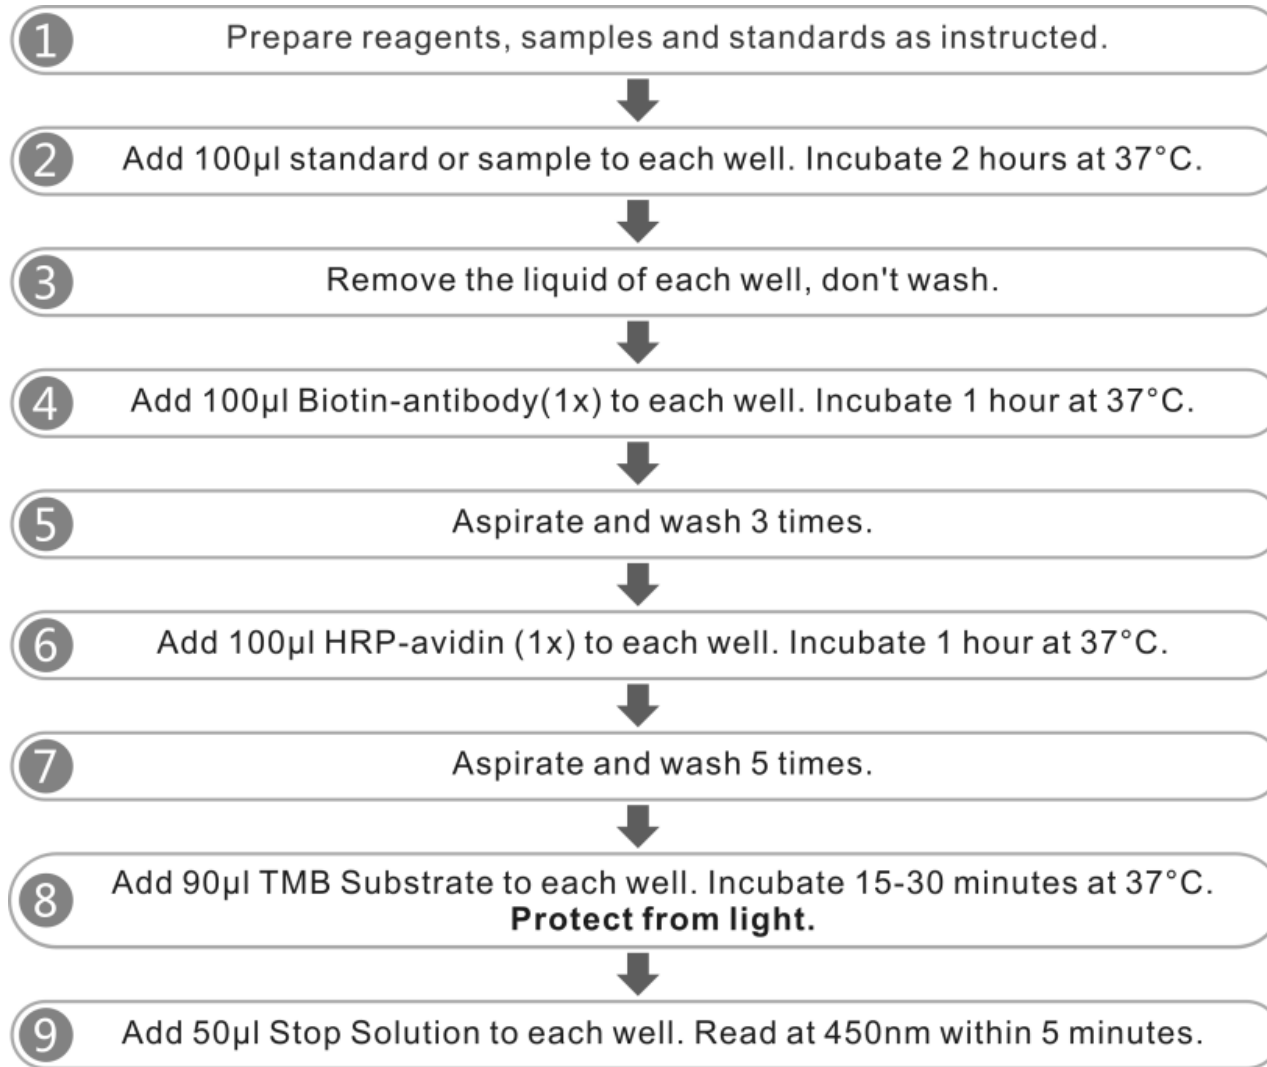 1 Prepare reagents, samples and standards as instructed.
2 Add 100µl standard or sample to each well. Incubate 2 hours at 37°C.
3 Remove the liquid of each well, don't wash.
4 Add 100µl Biotin-antibody(1x) to each well. Incubate 1 hour at 37°C.
5 Aspirate and wash 3 times.
6 Add 100µl HRP-avidin (1x) to each well. Incubate 1 hour at 37°C.
7 Aspirate and wash 5 times.
8 Add 90µl TMB Substrate to each well. Incubate 15-30 minutes at 37°C.
Protect from light.
9 Add 50µl Stop Solution to each well. Read at 450nm within 5 minutes.